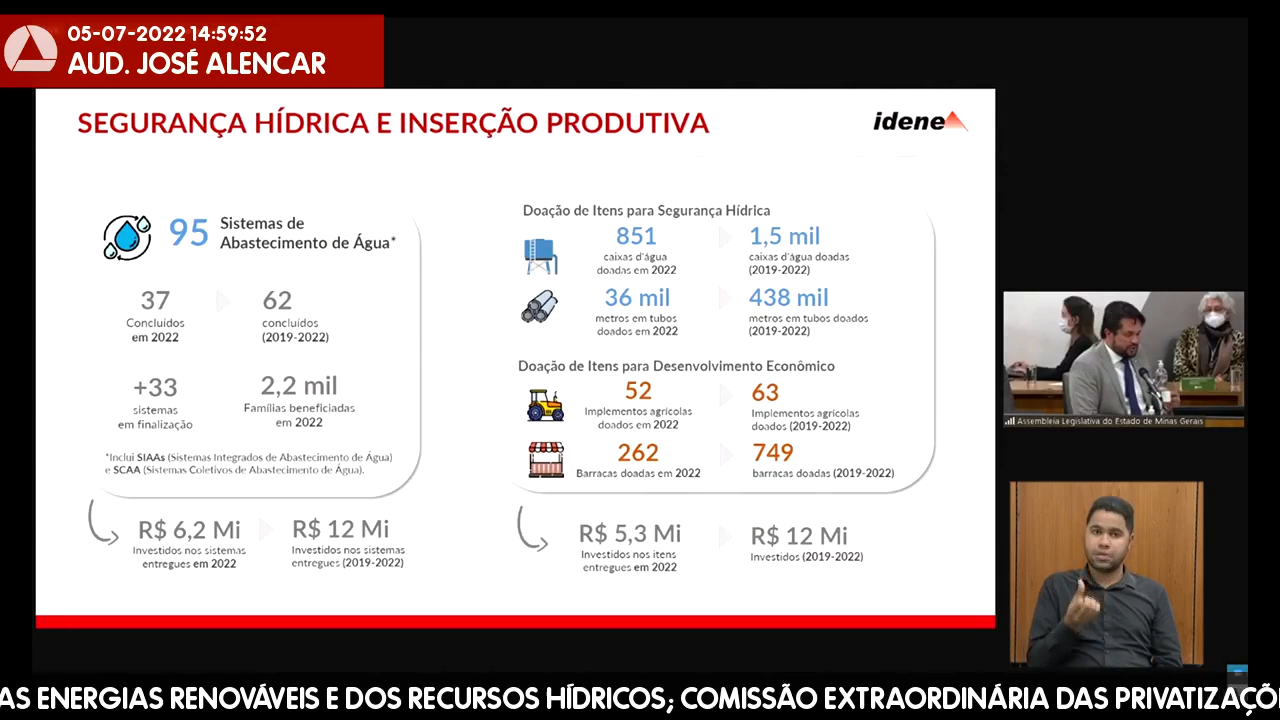 05-07-2022 14:59:52
AUD. JOSÉ ALENCAR
SEGURANÇA HÍDRICA E INSERÇÃO PRODUTIVA
idene
95
Sistemas de
Abastecimento de Água*
37
Concluídos
em 2022
62
concluídos
(2019-2022)
+33
sistemas
em finalização
2,2 mil
Famílias beneficiadas
em 2022
*Inclui SIAAs (Sistemas Integrados de Abastecimento de Água)
e SCAA (Sistemas Coletivos de Abastecimento de Água).
R$ 6,2 Mi
Investidos nos sistemas
entregues em 2022
R$ 12 Mi
Investidos nos sistemas
entregues (2019-2022)
Doação de Itens para Segurança Hídrica
851
caixas d'água
doadas em 2022
1,5 mil
caixas d'água doadas
(2019-2022)
36 mil
metros em tubos
doados em 2022
438 mil
metros em tubos doados
(2019-2022)
Doação de Itens para Desenvolvimento Econômico
52
Implementos agrícolas
doados em 2022
63
Implementos agrícolas
doados (2019-2022)
262
Barracas doadas em 2022
749
barracas doadas (2019-2022)
R$ 5,3 Mi
Investidos nos itens
entregues em 2022
R$ 12 Mi
Investidos (2019-2022)
Assembleia Legislativa do Estado de Minas Gerais
AS ENERGIAS RENOVÁVEIS E DOS RECURSOS HÍDRICOS; COMISSÃO EXTRAORDINÁRIA DAS PRIVATIZAÇÕ